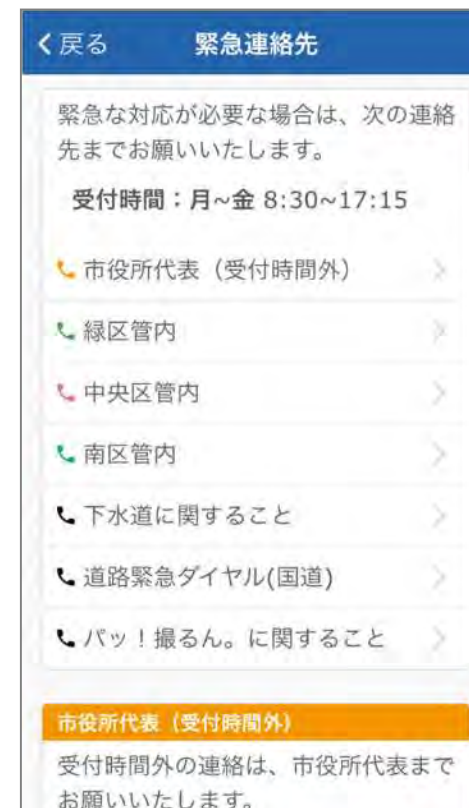 戻る
緊急連絡先
緊急な対応が必要な場合は、次の連絡
先までお願いいたします。
受付時間：月~金 8:30~17:15
市役所代表（受付時間外）
緑区管内
中央区管内
南区管内
下水道に関すること
道路緊急ダイヤル(国道)
パッ！撮るん。に関すること
市役所代表（受付時間外）
受付時間外の連絡は、市役所代表まで
お願いいたします。